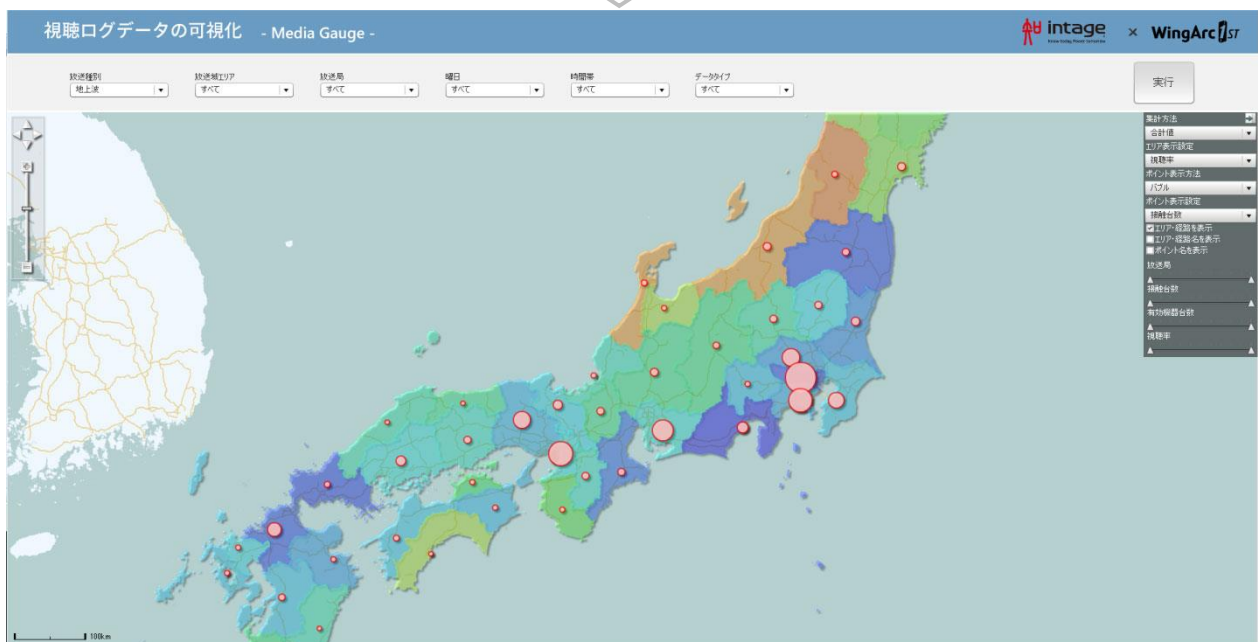 視聴ログデータの可視化 - Media Gauge -
intage × WingArc1ST
放送種別 放送域エリア 放送局 曜日 時間帯 データタイプ
地上波 すべて すべて すべて すべて すべて
実行
集計方法
合計値
エリア表示設定
視聴率
ポイント表示方法
バブル
ポイント表示設定
接触台数
エリア・経路を表示
エリア・経路名を表示
ポイント名を表示
放送局
接触台数
有効機器台数
視聴率
100km